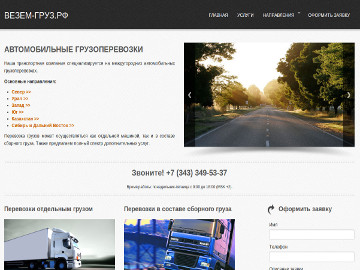 ВЕЗЕМ-ГРУЗ.РФ
ГЛАВНАЯ УСЛУГИ НАПРАВЛЕНИЯ ОФОРМИТЬ ЗАЯВКУ
АВТОМОБИЛЬНЫЕ ГРУЗОПЕРЕВОЗКИ
Наша транспортная компания специализируется на междугородних автомобильных грузоперевозках.
Основные направления:
Север >>
Урал >>
Запад >>
Юг >>
Казахстан >>
Сибирь и Дальний Восток >>
Перевозка грузов может осуществляться как отдельной машиной, так и в составе
сборного груза. Также предлагаем полный спектр дополнительных услуг.
Звоните! +7 (343) 349-53-37
Перевозки отдельным грузом
Перевозки в составе сборного груза
Оформить заявку
Имя
Телефон